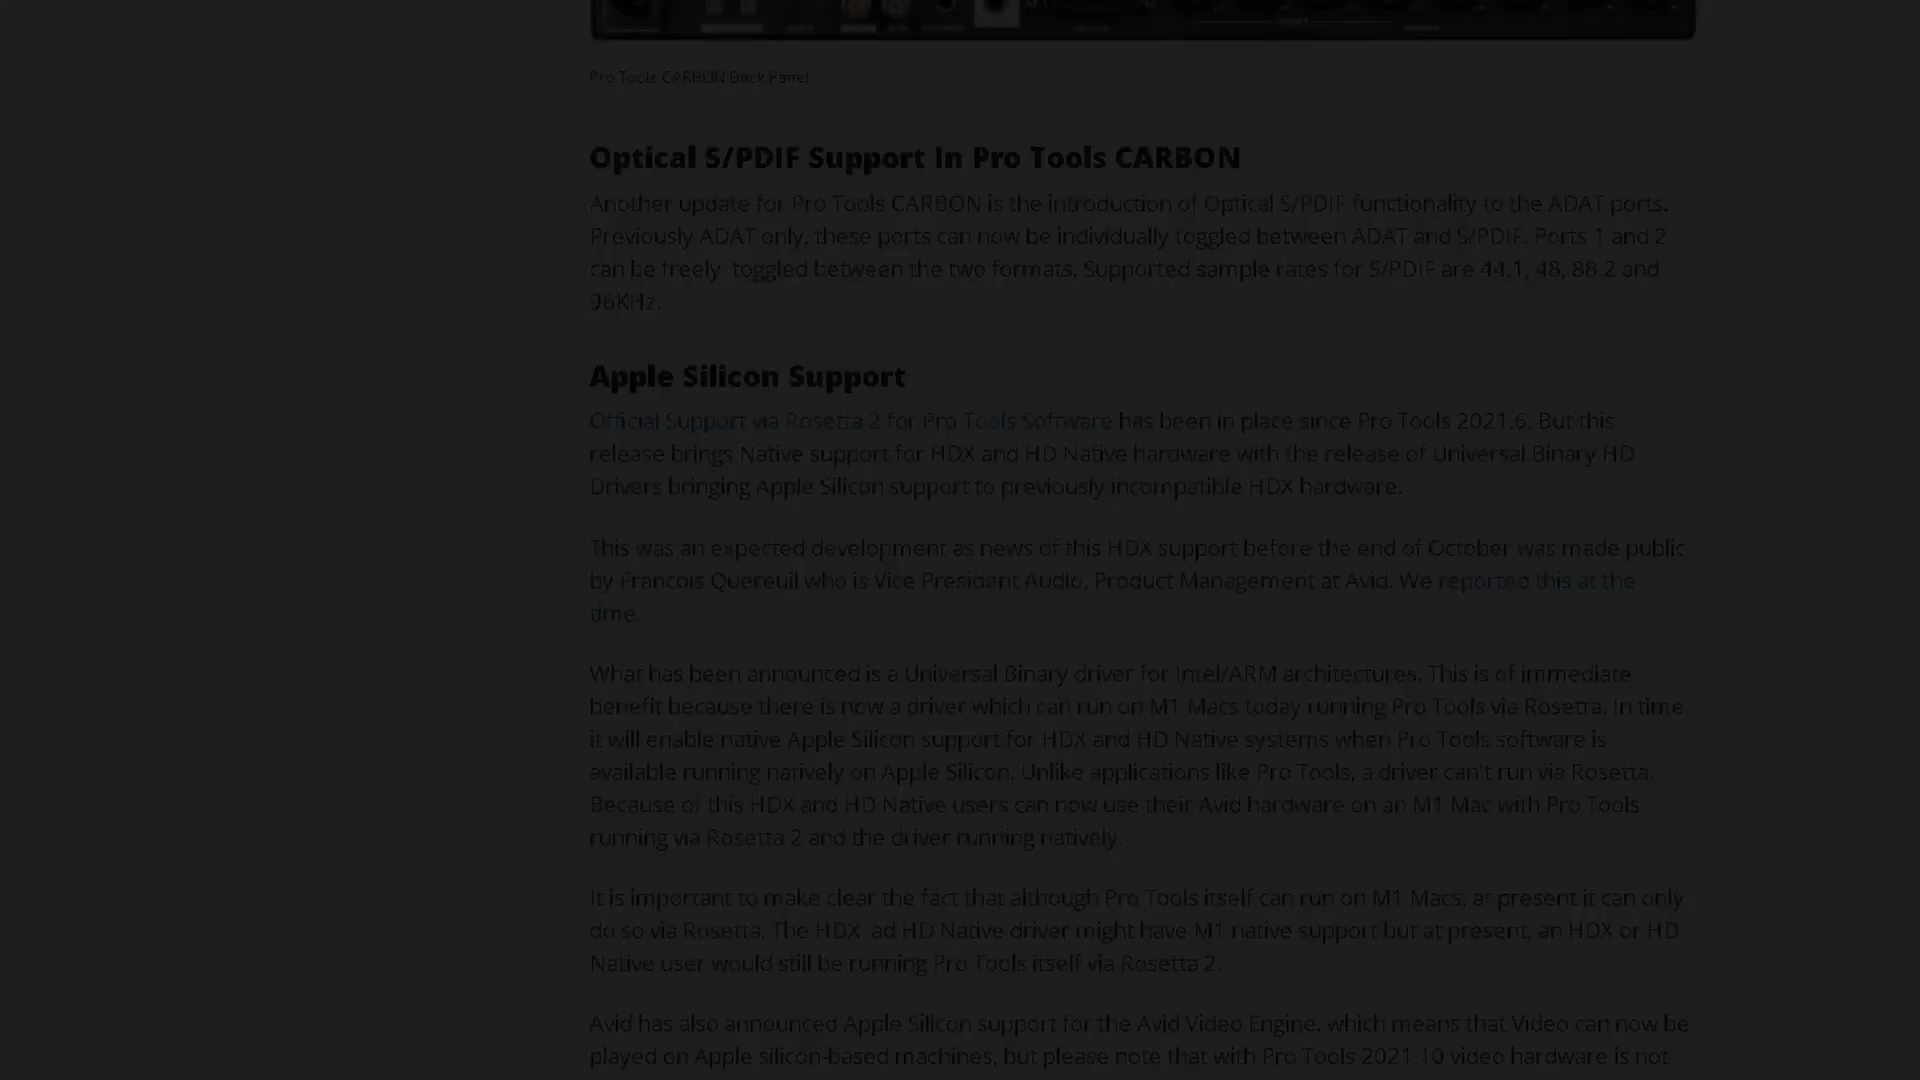 Pro Tools CARBON Back Panel
Optical S/PDIF Support In Pro Tools CARBON
Another update for Pro Tools CARBON is the introduction of Optical S/PDIF functionality to the ADAT ports.
Previously ADAT only, these ports can now be individually toggled between ADAT and S/PDIF. Ports 1 and 2
can be freely toggled between the two formats. Supported sample rates for S/PDIF are 44.1, 48, 88.2 and
96KHz.
Apple Silicon Support
Official Support via Rosetta 2 for Pro Tools Software has been in place since Pro Tools 2021.6. But this
release brings Native support for HDX and HD Native hardware with the release of Universal Binary HD
Drivers bringing Apple Silicon support to previously incompatible HDX hardware.
This was an expected development as news of this HDX support before the end of October was made public
by Francois Quereuil who is Vice President Audio, Product Management at Avid. We reported this at the
time.
What has been announced is a Universal Binary driver for Intel/ARM architectures. This is of immediate
benefit because there is now a driver which can run on M1 Macs today running Pro Tools via Rosetta. In time
it will enable native Apple Silicon support for HDX and HD Native systems when Pro Tools software is
available running natively on Apple Silicon. Unlike applications like Pro Tools, a driver can't run via Rosetta.
Because of this HDX and HD Native users can now use their Avid hardware on an M1 Mac with Pro Tools
running via Rosetta 2 and the driver running natively.
It is important to make clear the fact that although Pro Tools itself can run on M1 Macs, at present it can only
do so via Rosetta. The HDX ad HD Native driver might have M1 native support but at present, an HDX or HD
Native user would still be running Pro Tools itself via Rosetta 2.
Avid has also announced Apple Silicon support for the Avid Video Engine, which means that Video can now be
played on Apple silicon-based machines, but please note that with Pro Tools 2021.10 video hardware is not